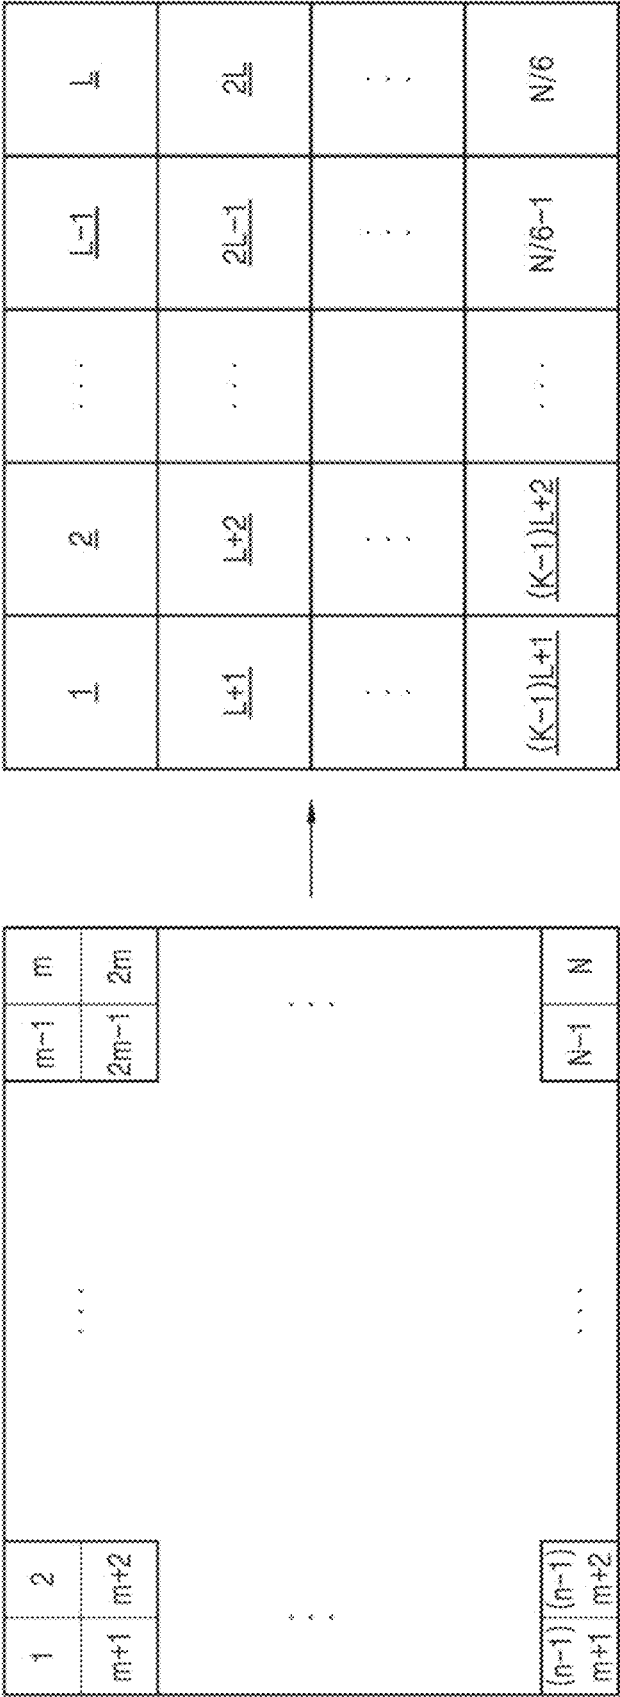 1 2 ... m-1 m
m+1 m+2 2m-1 2m
... ...
(n-1) (n-1) ... N-1 N
m+1 m+2
1 2 ... L-1 L
L+1 L+2 ... 2L-1 2L
... ... ... ...
(K-1)L+1 (K-1)L+2 ... N/6-1 N/6